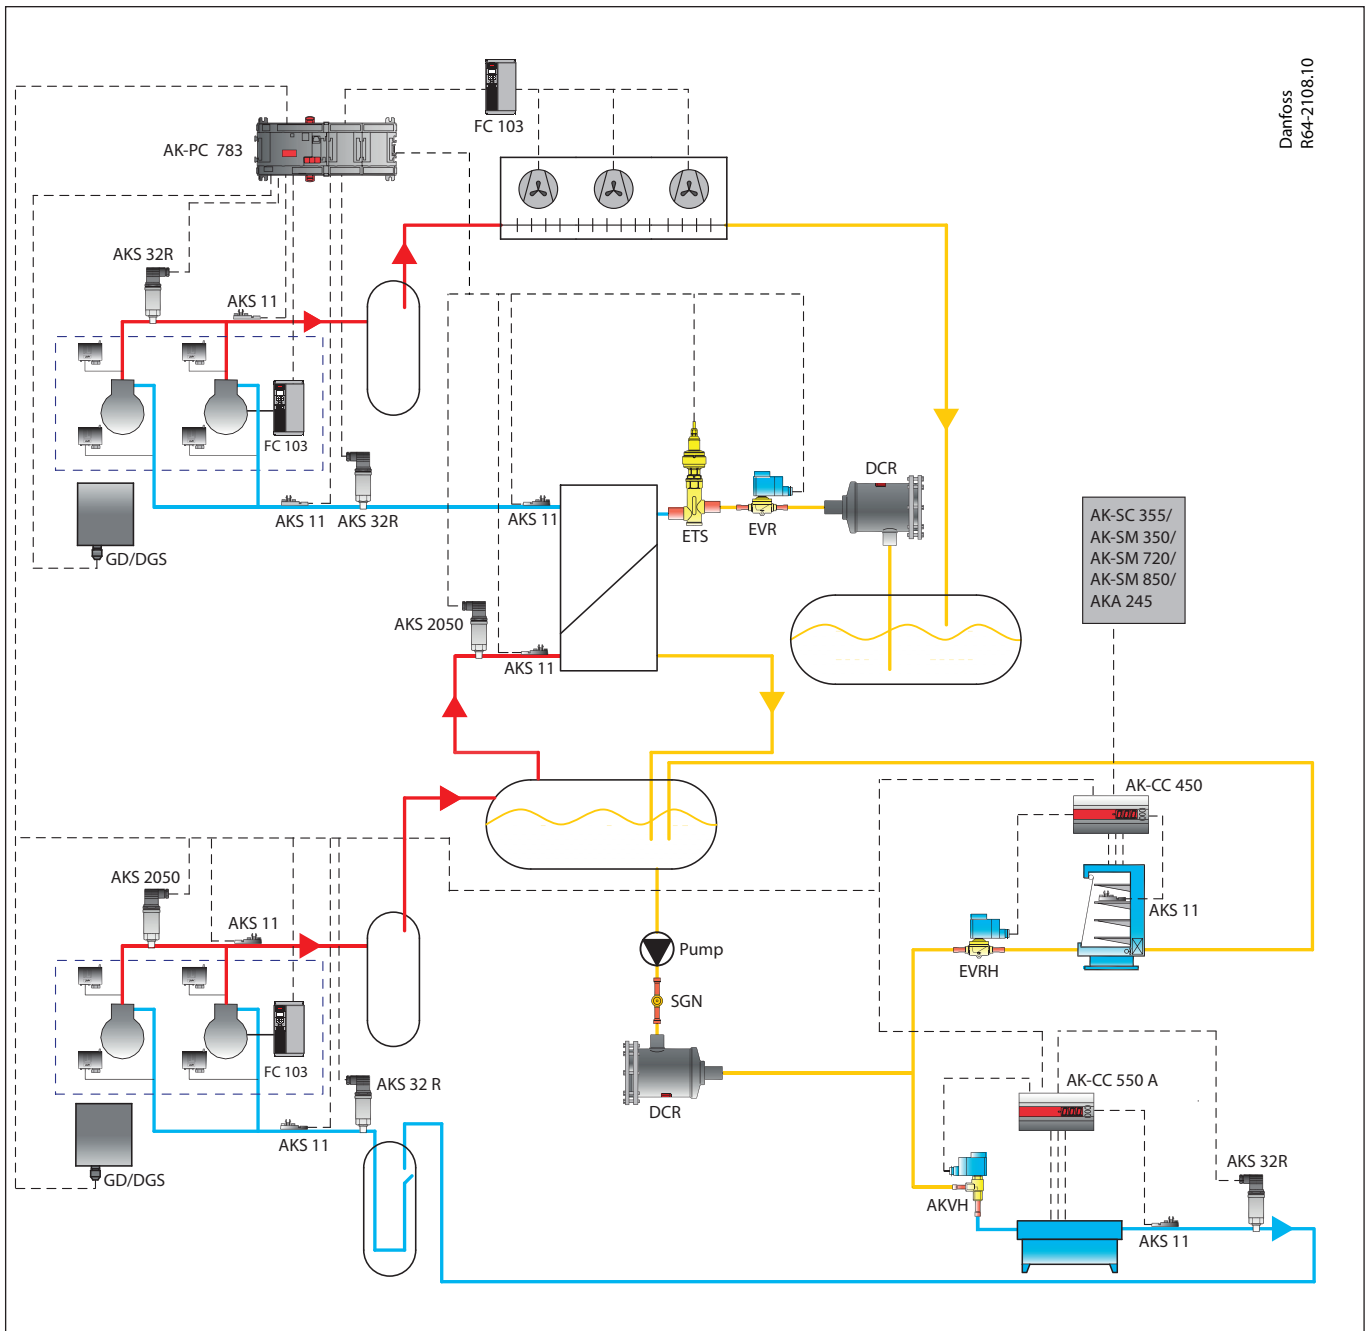 Danfoss
R64-2108.10
FC 103
AK-PC 783
AKS 32R
AKS 11
FC 103
DCR
AKS 11
AKS 32R
AKS 11
ETS
EVR
GD/DGS
AK-SC 355/
AK-SM 350/
AK-SM 720/
AK-SM 850/
AKA 245
AKS 2050
AKS 11
AK-CC 450
AKS 2050
AKS 11
AKS 11
Pump
EVRH
SGN
FC 103
AKS 32 R
AK-CC 550 A
DCR
AKS 11
AKS 32R
GD/DGS
AKVH
AKS 11